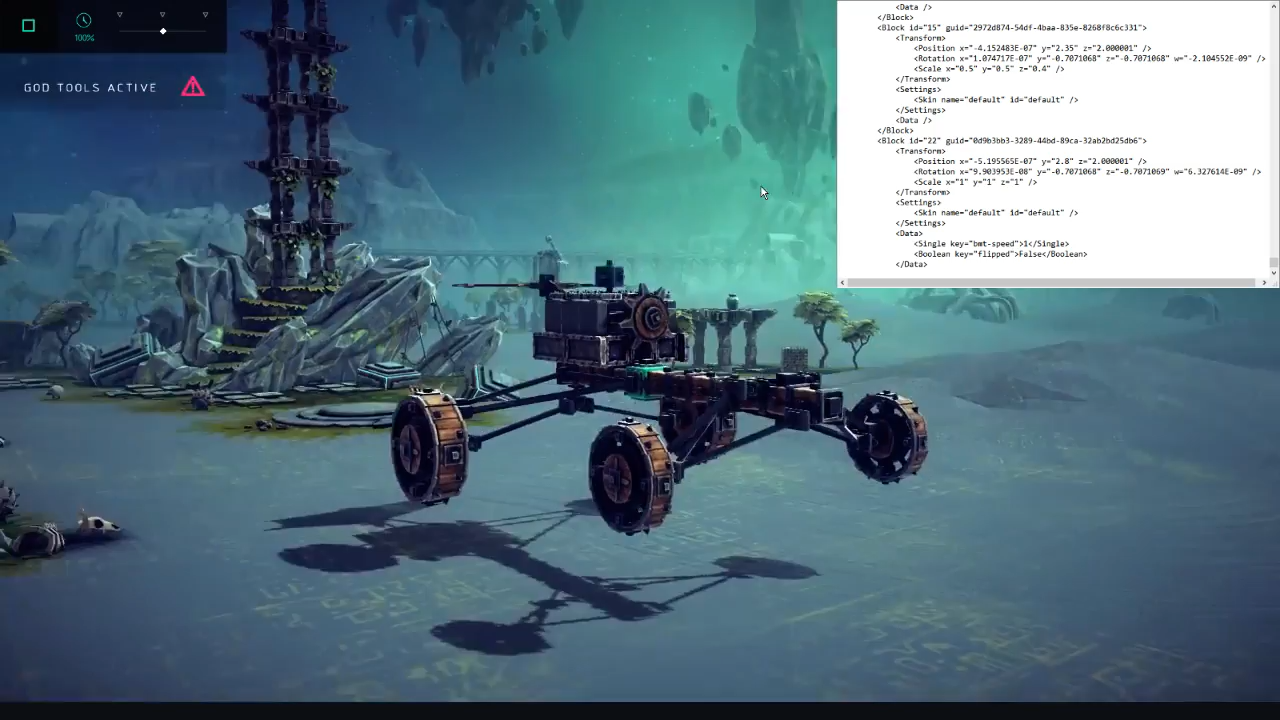 100%
GOD TOOLS ACTIVE
<Data />
</Block>
<Block id="15" guid="2972d874-54df-4baa-835e-8268f8c6c331">
<Transform>
<Position x="-4.152483E-07" y="2.35" z="2.000001" />
<Rotation x="1.074717E-07" y="-0.7071068" z="-0.7071068" w="-2.104552E-09" />
<Scale x="0.5" y="0.5" z="0.4" />
</Transform>
<Settings>
<Skin name="default" id="default" />
</Settings>
<Data />
</Block>
<Block id="22" guid="0d9b3bb3-3289-44bd-89ca-32ab2bd25db6">
<Transform>
<Position x="-5.195565E-07" y="2.8" z="2.000001" />
<Rotation x="9.903953E-08" y="-0.7071068" z="-0.7071069" w="6.327614E-09" />
<Scale x="1" y="1" z="1" />
</Transform>
<Settings>
<Skin name="default" id="default" />
</Settings>
<Data>
<Single key="bmt-speed">1</Single>
<Boolean key="flipped">False</Boolean>
</Data>